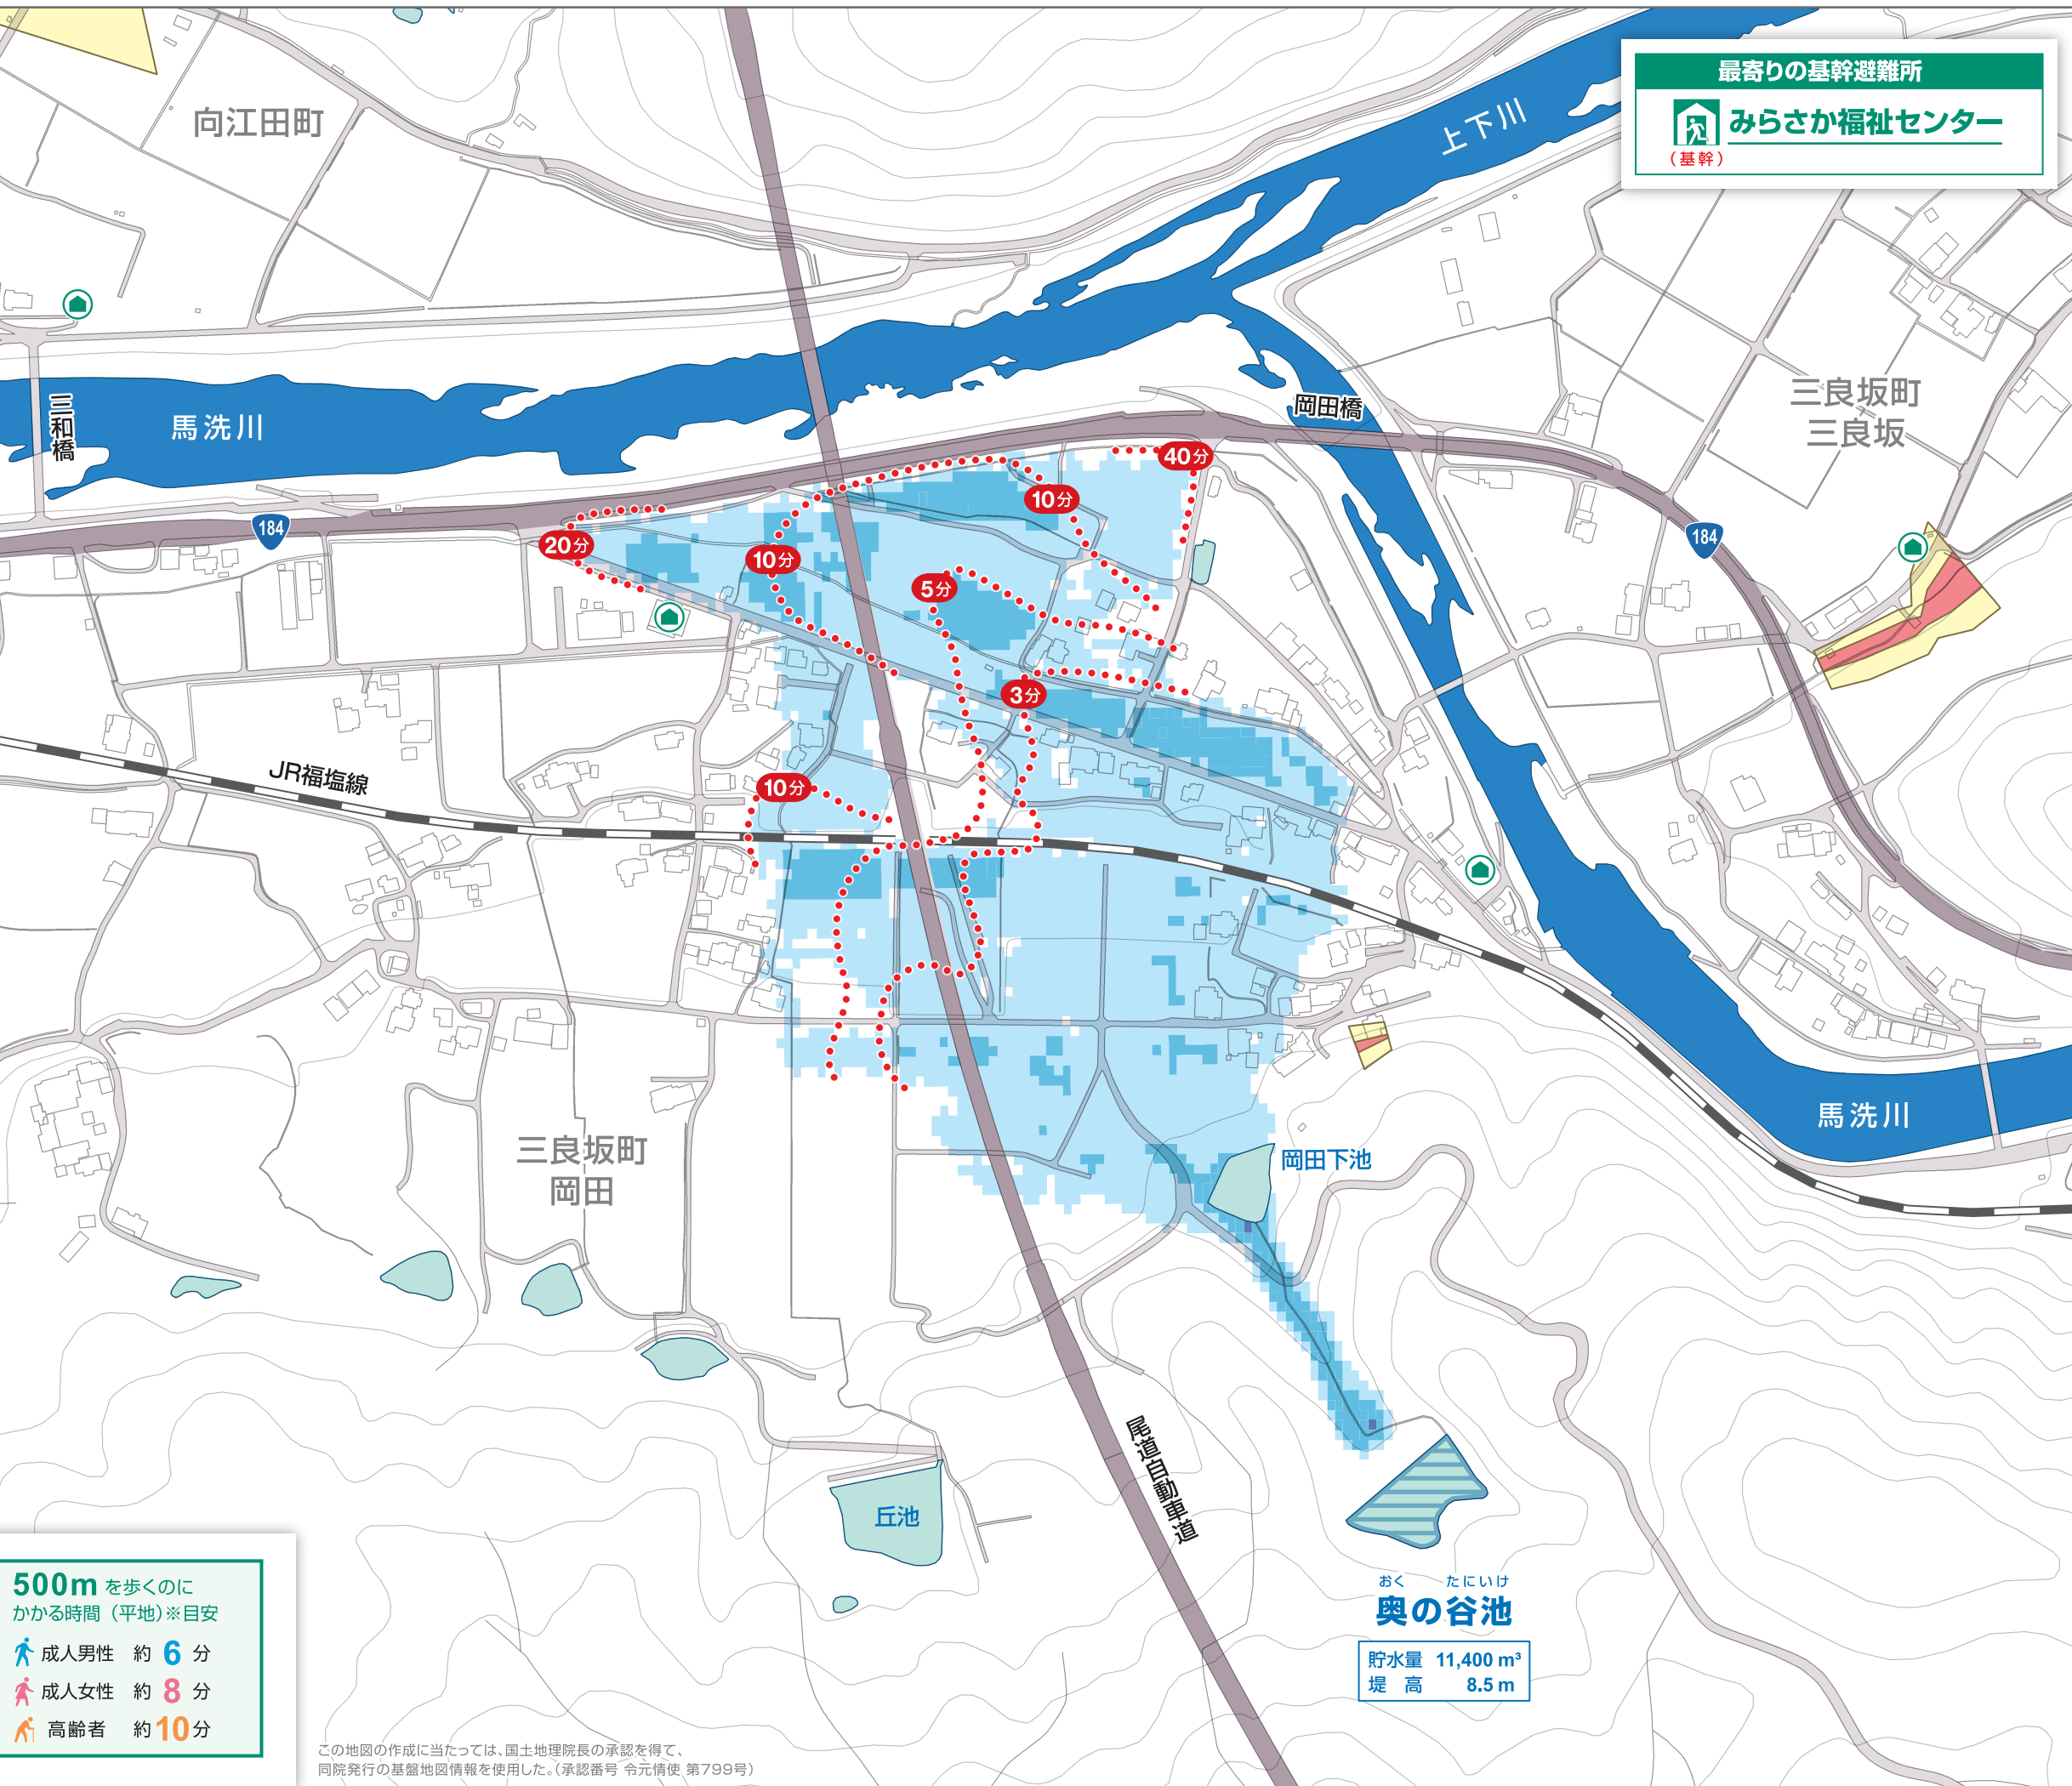 最寄りの基幹避難所
みらさか福祉センター
（基幹）
上下川
向江田町
三和橋
馬洗川
岡田橋
三良坂町
三良坂
184
184
40分
10分
20分
10分
5分
3分
10分
JR福塩線
馬洗川
三良坂町
岡田
岡田下池
尾道自動車道
丘池
おく たにいけ
奥の谷池
貯水量 11,400 m³
堤 高 8.5 m
500m を歩くのに
かかる時間（平地）※目安
成人男性 約 6 分
成人女性 約 8 分
高齢者 約 10 分
この地図の作成に当たっては、国土地理院長の承認を得て、
同院発行の基盤地図情報を使用した。（承認番号 令元情使 第799号）